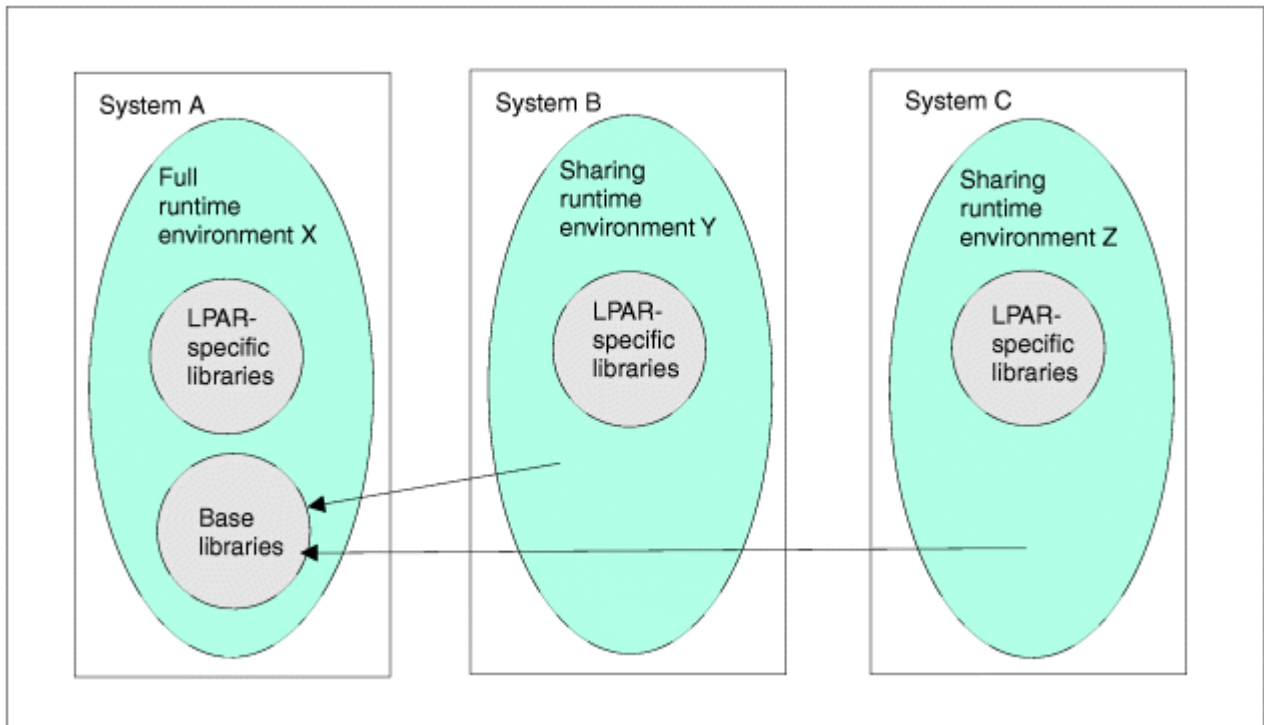 System A
Full
runtime
environment X
LPAR-
specific
libraries
Base
libraries
System B
Sharing
runtime
environment Y
LPAR-
specific
libraries
System C
Sharing
runtime
environment Z
LPAR-
specific
libraries